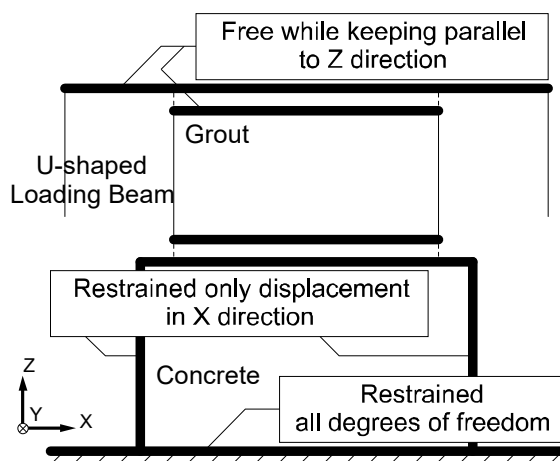 Free while keeping parallel
to Z direction
Grout
U-shaped
Loading Beam
Restrained only displacement
in X direction
Concrete
Restrained
all degrees of freedom
Z
Y
X